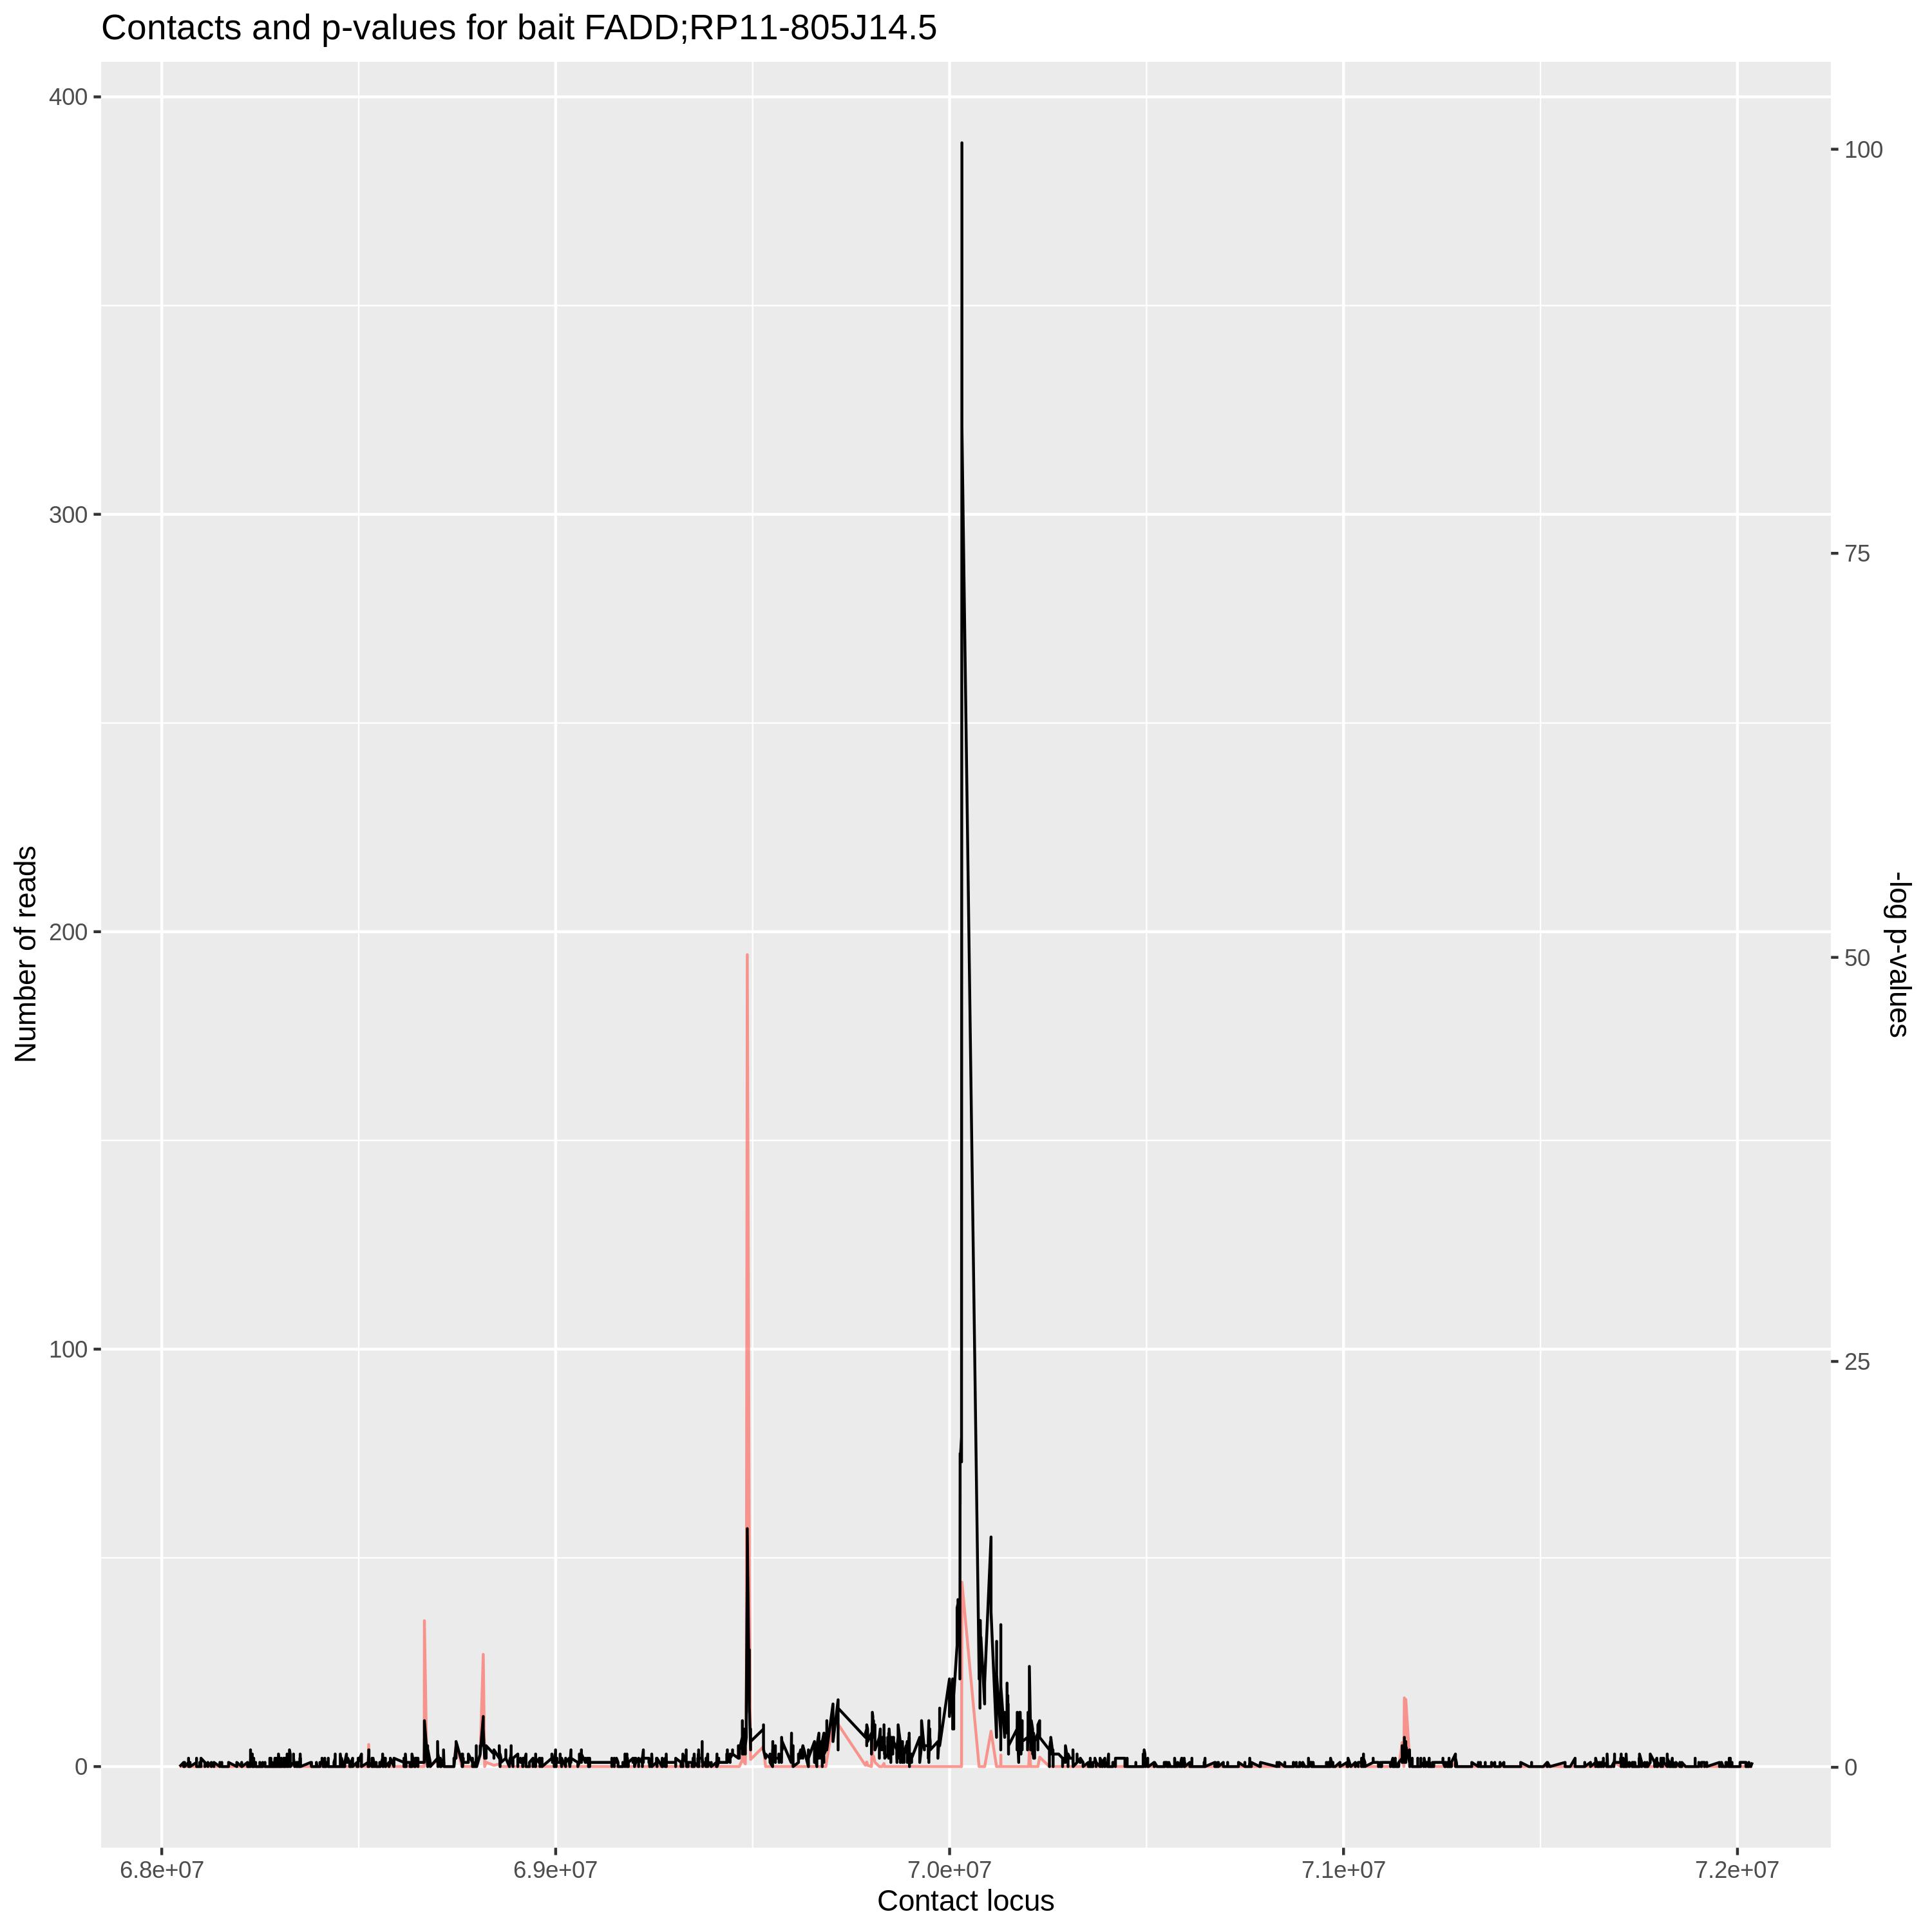 Contacts and p-values for bait FADD;RP11-805J14.5
400
300
200
100
0
Number of reads
100
75
50
25
0
-log p-values
6.8e+07
6.9e+07
7.0e+07
7.1e+07
7.2e+07
Contact locus